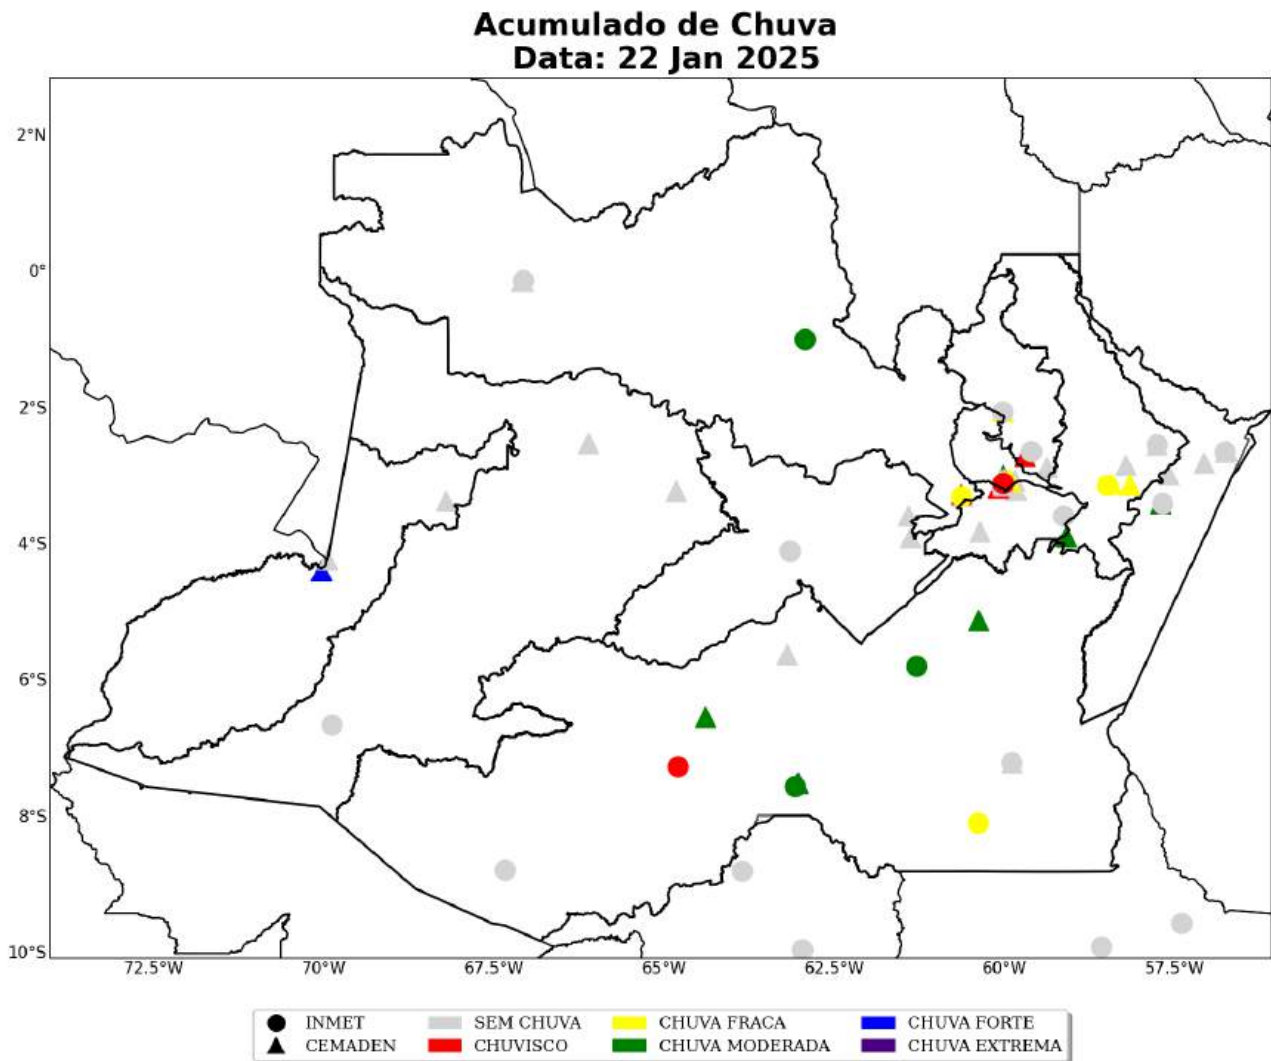 Acumulado de Chuva
Data: 22 Jan 2025
2°N
0°
2°S
4°S
6°S
8°S
10°S
72.5°W 70°W 67.5°W 65°W 62.5°W 60°W 57.5°W
INMET SEM CHUVA CHUVA FRACA CHUVA FORTE
CEMADEN CHUVISCO CHUVA MODERADA CHUVA EXTREMA